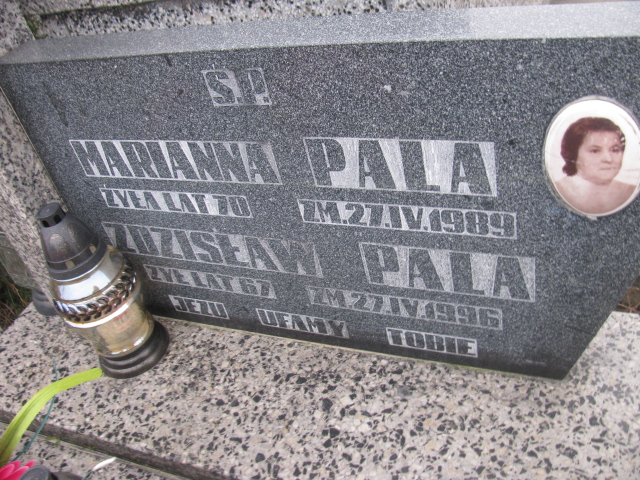 Ś.P.
MARIANNA PALA
ŻYŁA LAT 70 ZM.27.IV.1989
ZDZISŁAW PALA
ŻYŁ LAT 67 ZM.27.IV.1996
JEZU UFAMY TOBIE